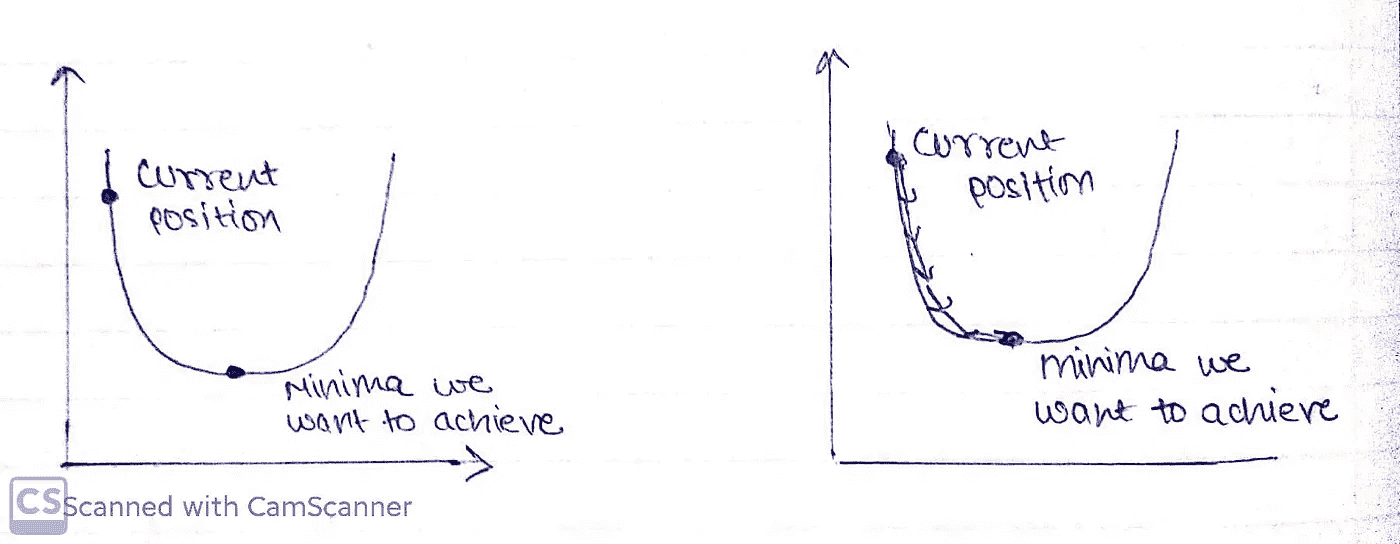 Current
position
Minima we
want to achieve
Current
position
minima we
want to achieve
CS Scanned with CamScanner